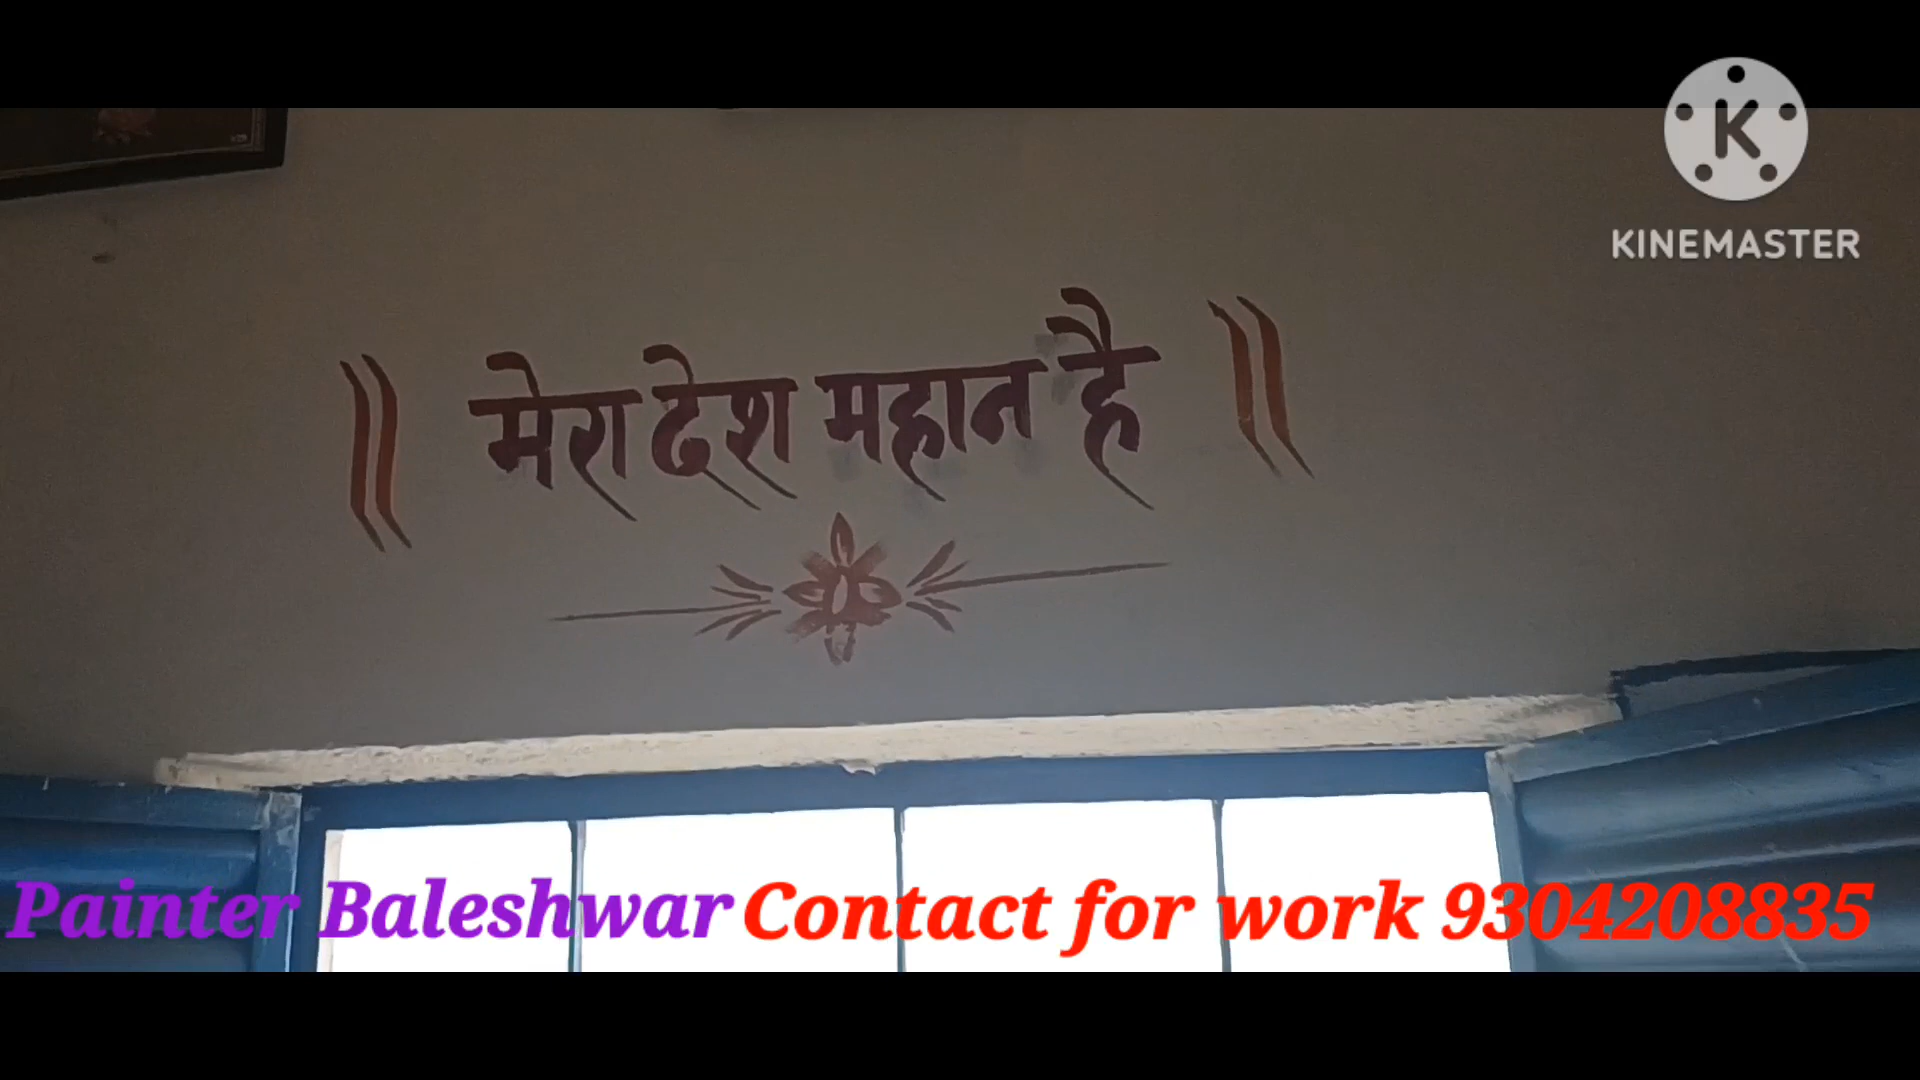 K
KINEMASTER
|| मेरा देश महान है ||
Painter Baleshwar Contact for work 9304208835